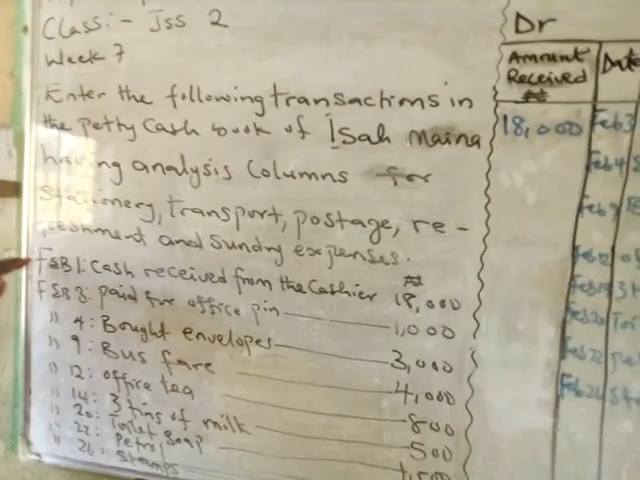 Class:- Jss 2
Week 7
Enter the following transactions in
the petty cash book of Isah Maina
having analysis columns for
stationery, transport, postage, re-
freshment and sundry expenses.
FEB 1: Cash received from the Cashier ₦ 18,000
FEB 3: paid for office pin 1,000
" 4: Bought envelopes 3,000
" 9: Bus fare 4,000
" 12: office tea 800
" 14: 3 tins of milk 500
" 20: Toilet Soap
" 22: Petrol
" 26: Stamps
Dr
Amount Received ₦
Date
18,000 Feb 3
Feb 4
Feb 9
Feb 12
Feb 20
Feb 22
Feb 26